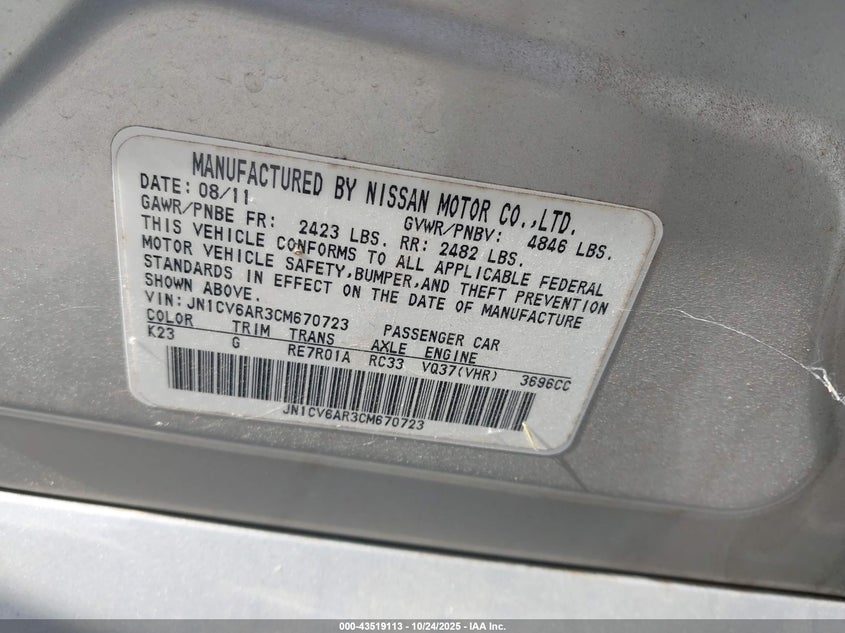 MANUFACTURED BY NISSAN MOTOR CO.,LTD.
DATE: 08/11 GVWR/PNBV: 4846 LBS.
GAWR/PNBE FR: 2423 LBS. RR: 2482 LBS.
THIS VEHICLE CONFORMS TO ALL APPLICABLE FEDERAL
MOTOR VEHICLE SAFETY,BUMPER,AND THEFT PREVENTION
STANDARDS IN EFFECT ON THE DATE OF MANUFACTURE
SHOWN ABOVE.
VIN: JN1CV6AR3CM670723 PASSENGER CAR
COLOR TRIM TRANS AXLE ENGINE
K23 G RE7R01A RC33 VQ37(VHR) 3696CC
JN1CV6AR3CM670723
000-43519113 - 10/24/2025 - IAA Inc.